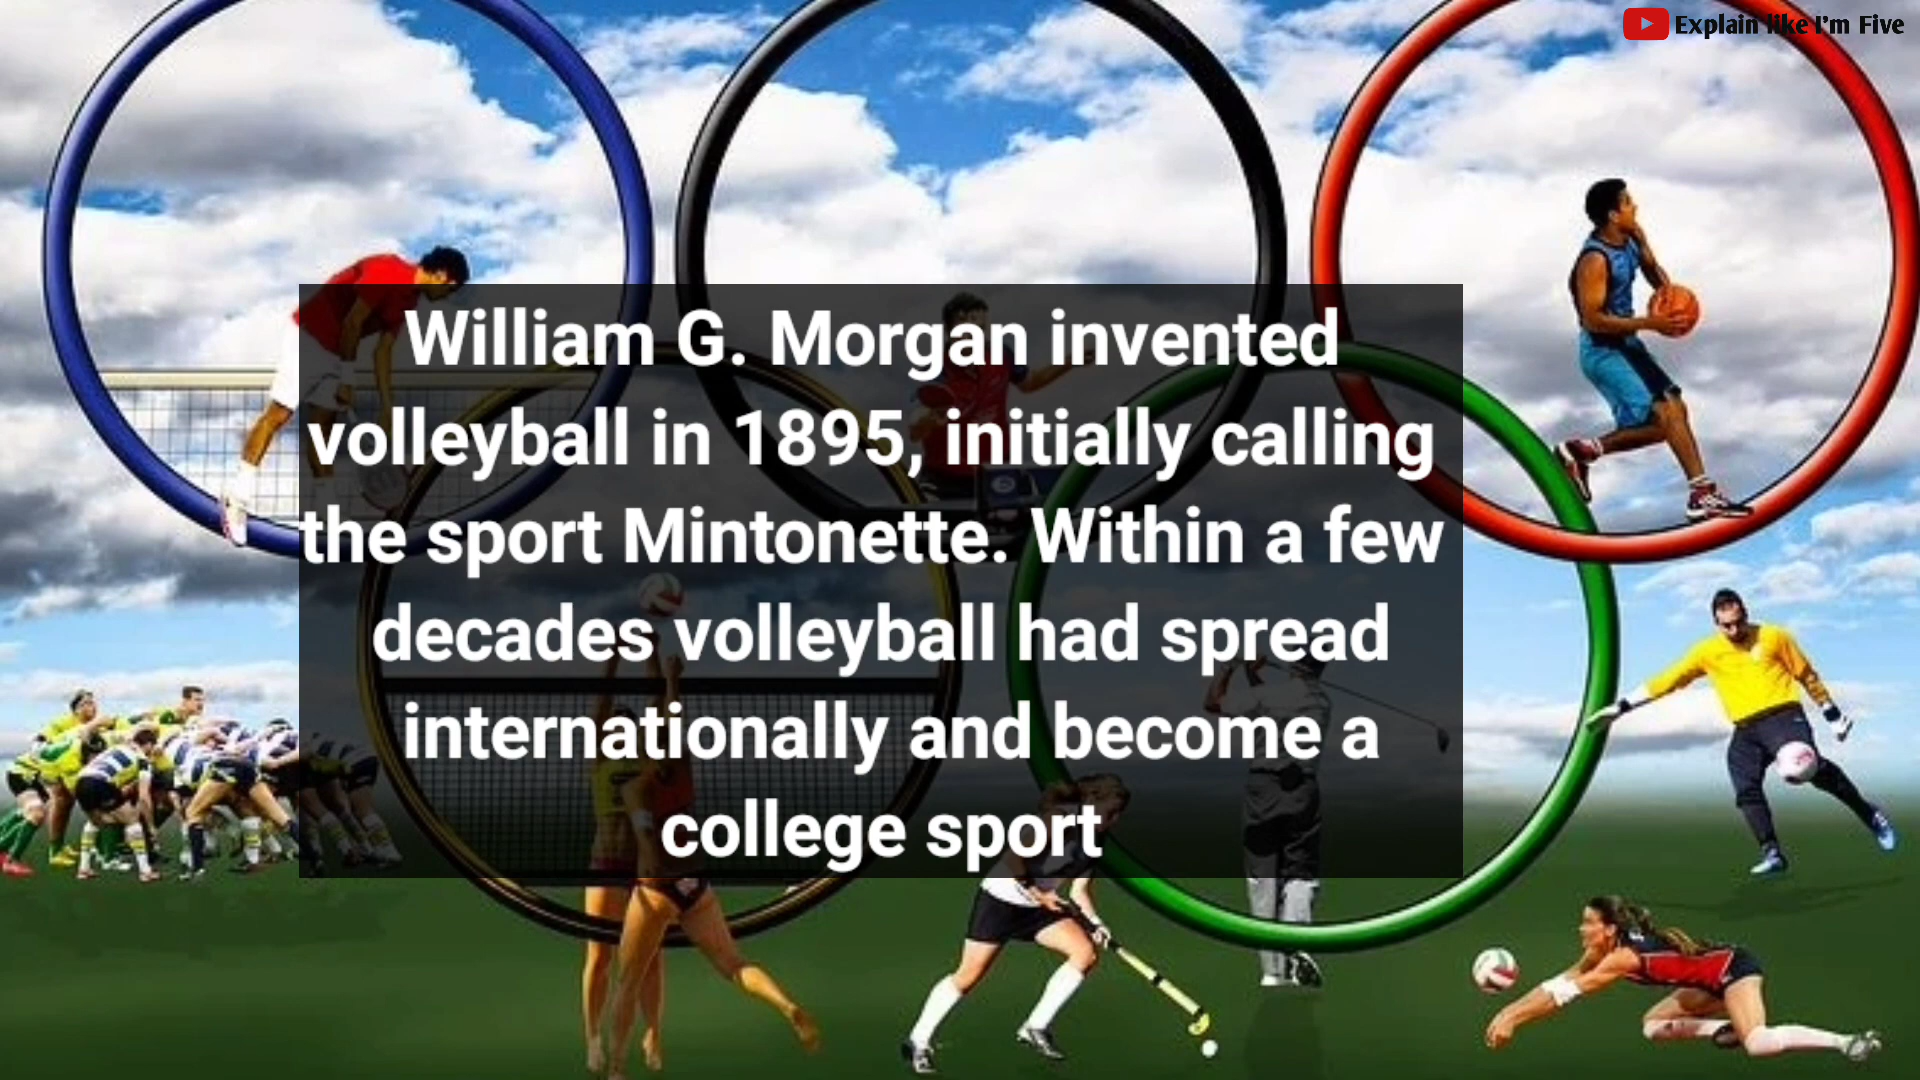 Explain like I'm Five
William G. Morgan invented
volleyball in 1895, initially calling
the sport Mintonette. Within a few
decades volleyball had spread
internationally and become a
college sport